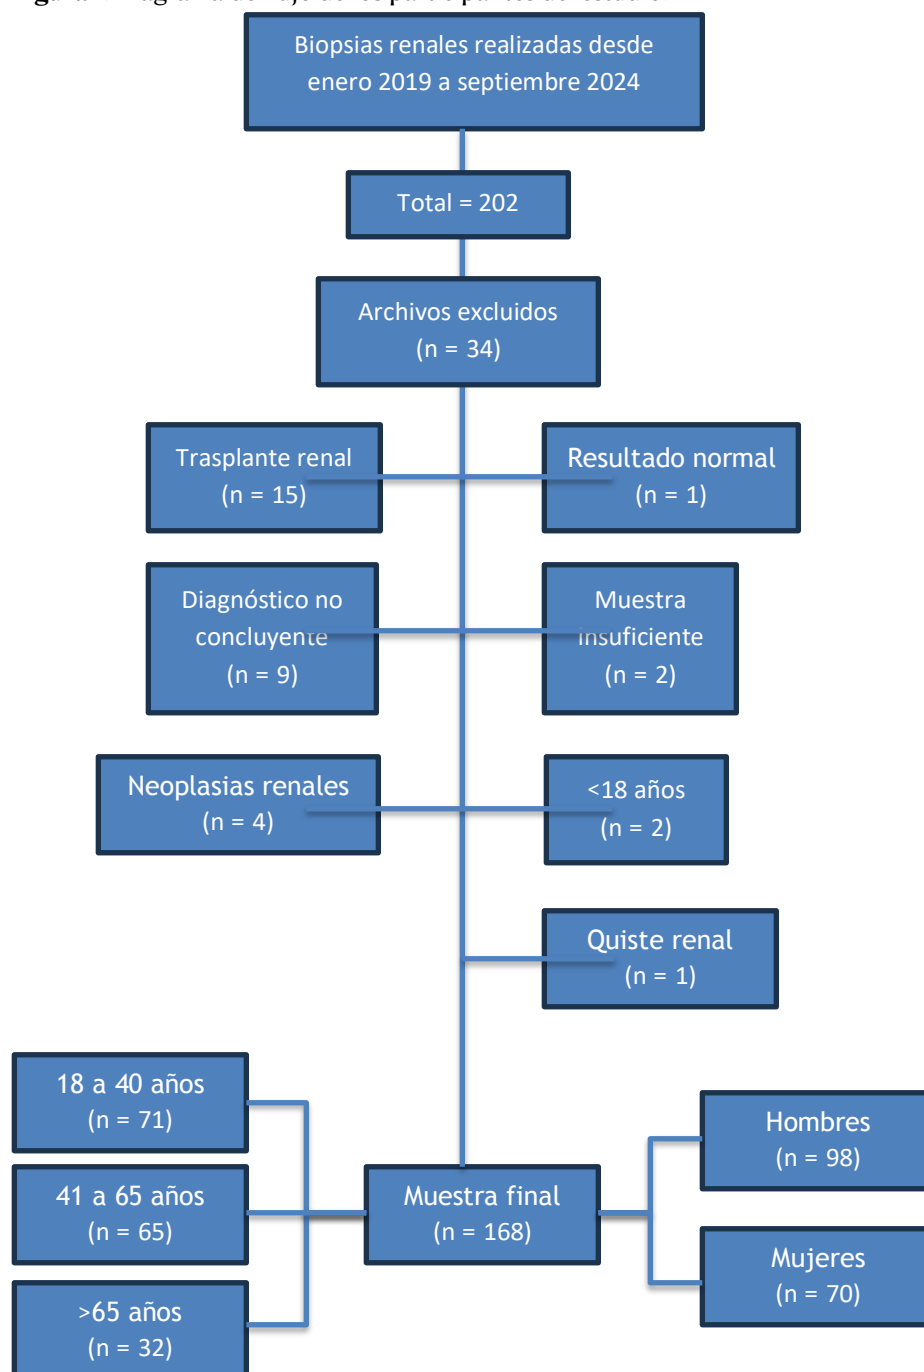 Biopsias renales realizadas desde
enero 2019 a septiembre 2024
Total = 202
Archivos excluidos
(n = 34)
Trasplante renal
(n = 15)
Resultado normal
(n = 1)
Diagnóstico no
concluyente
(n = 9)
Muestra
insuficiente
(n = 2)
Neoplasias renales
(n = 4)
<18 años
(n = 2)
Quiste renal
(n = 1)
18 a 40 años
(n = 71)
41 a 65 años
(n = 65)
>65 años
(n = 32)
Muestra final
(n = 168)
Hombres
(n = 98)
Mujeres
(n = 70)